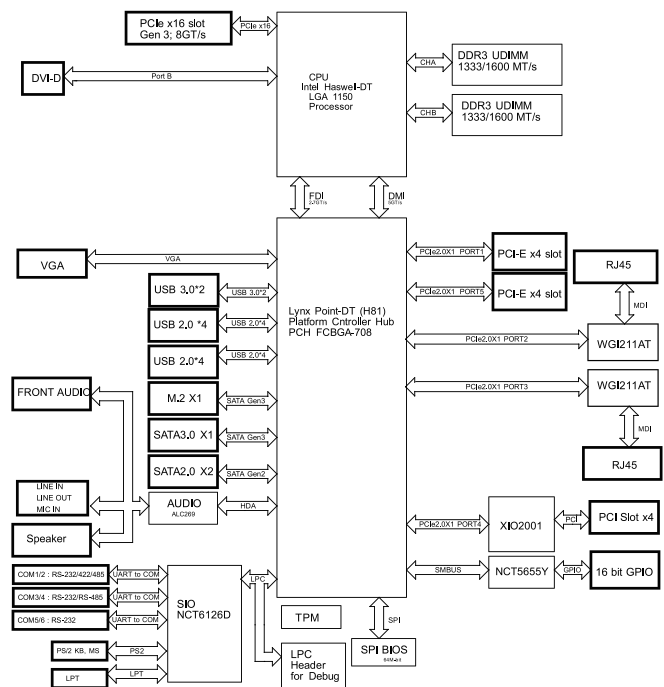 PCIe x16 slot
Gen 3; 8GT/s
PCIe x16
DVI-D
Port B
CPU
Intel Haswell-DT
LGA 1150
Processor
CHA
DDR3 UDIMM
1333/1600 MT/s
CHB
DDR3 UDIMM
1333/1600 MT/s
FDI
2.7GT/s
DMI
5GT/s
VGA
VGA
USB 3.0*2
USB 3.0*2
USB 2.0 *4
USB 2.0*4
USB 2.0*4
USB 2.0*4
M.2 X1
SATA Gen3
SATA3.0 X1
SATA Gen3
SATA2.0 X2
SATA Gen2
Lynx Point-DT (H81)
Platform Cntroller Hub
PCH FCBGA-708
PCIe2.0X1 PORT1
PCI-E x4 slot
PCIe2.0X1 PORT5
PCI-E x4 slot
RJ45
MDI
PCIe2.0X1 PORT2
WGI211AT
PCIe2.0X1 PORT3
WGI211AT
MDI
RJ45
FRONT AUDIO
LINE IN
LINE OUT
MIC IN
Speaker
AUDIO
ALC269
HDA
PCIe2.0X1 PORT4
XIO2001
PCI
PCI Slot x4
SMBUS
NCT5655Y
GPIO
16 bit GPIO
COM1/2 : RS-232/422/485
UART to COM
COM3/4 : RS-232/RS-485
UART to COM
COM5/6 : RS-232
UART to COM
PS/2 KB, MS
PS2
LPT
LPT
SIO
NCT6126D
LPC
TPM
LPC
Header
for Debug
SPI
SPI BIOS
64M-bit